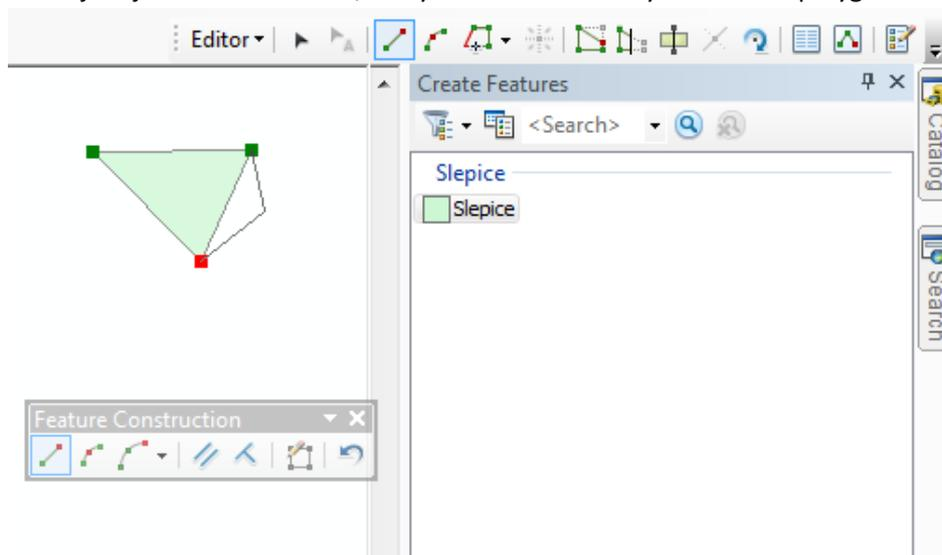 Editor
Create Features
<Search>
Slepice
Slepice
Catalog
Search
Feature Construction